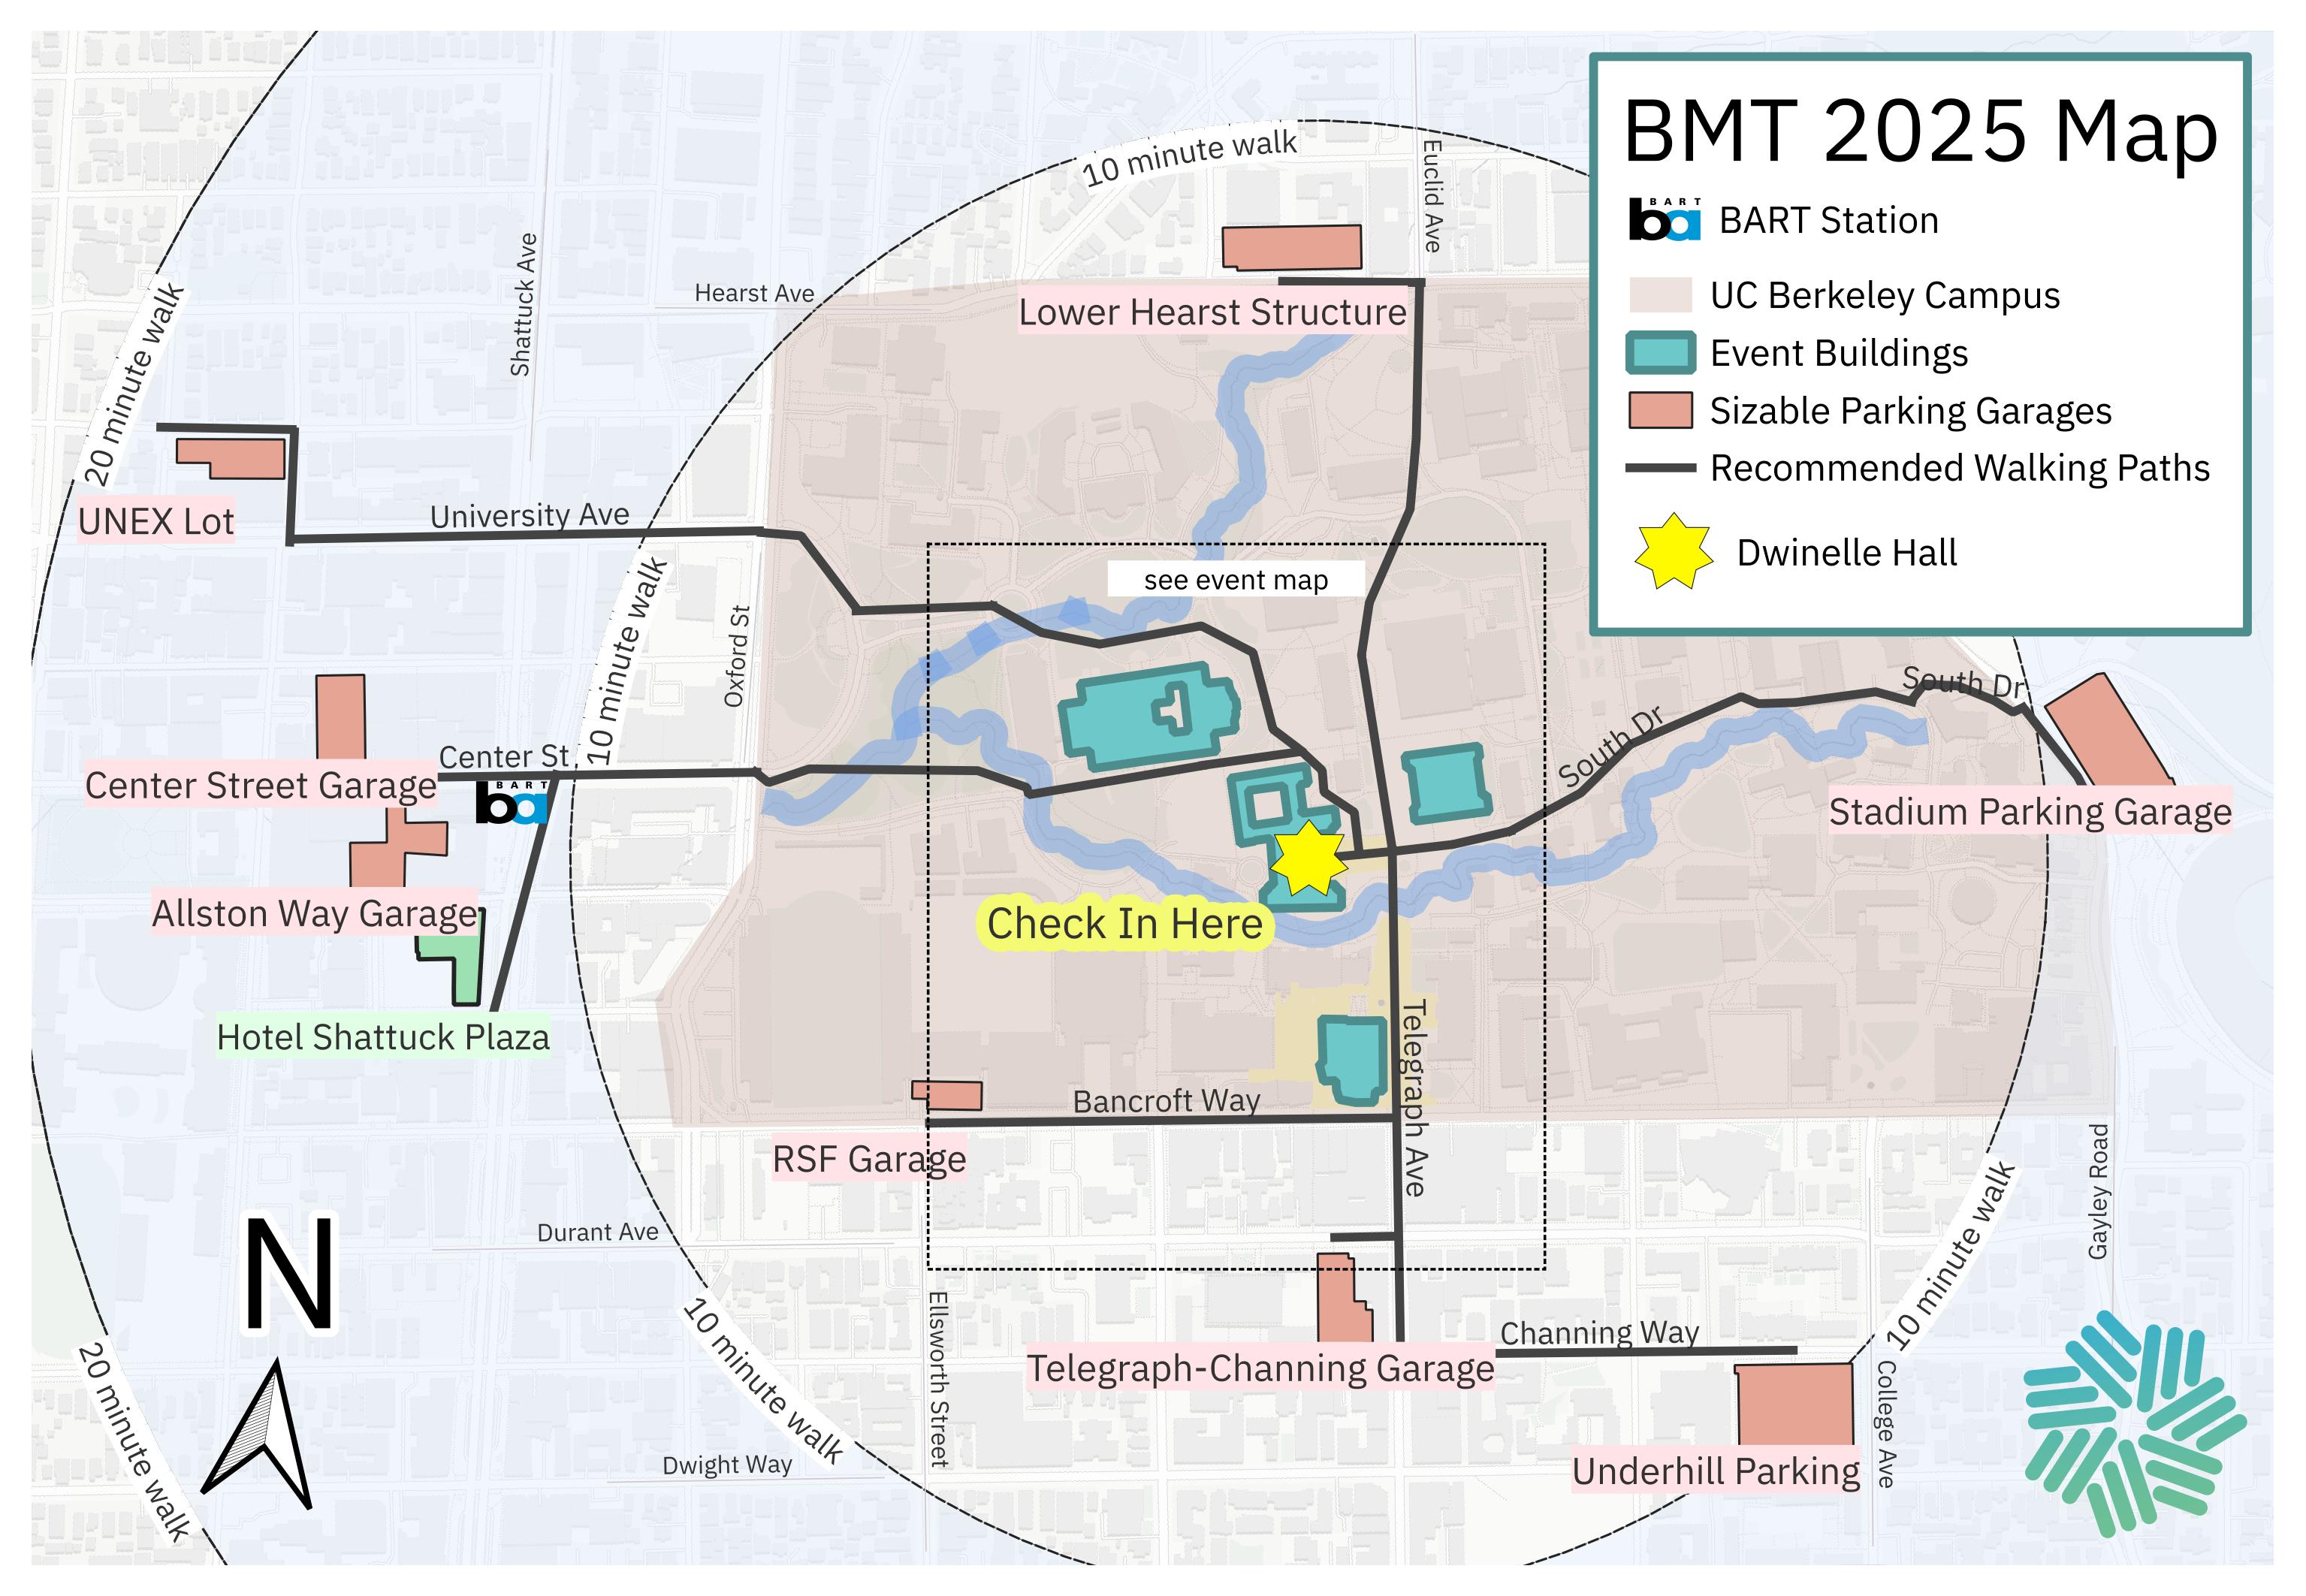 BMT 2025 Map
BART
ba
BART Station
UC Berkeley Campus
Event Buildings
Sizable Parking Garages
Recommended Walking Paths
Dwinelle Hall
10 minute walk
Euclid Ave
Hearst Ave
Lower Hearst Structure
Shattuck Ave
20 minute walk
UNEX Lot
University Ave
10 minute walk
see event map
Oxford St
South Dr
South Dr
Center St
Center Street Garage
BART
ba
Stadium Parking Garage
Allston Way Garage
Check In Here
Hotel Shattuck Plaza
Telegraph Ave
Bancroft Way
RSF Garage
Gayley Road
10 minute walk
N
Durant Ave
Ellsworth Street
10 minute walk
Channing Way
Telegraph-Channing Garage
College Ave
20 minute walk
Dwight Way
Underhill Parking